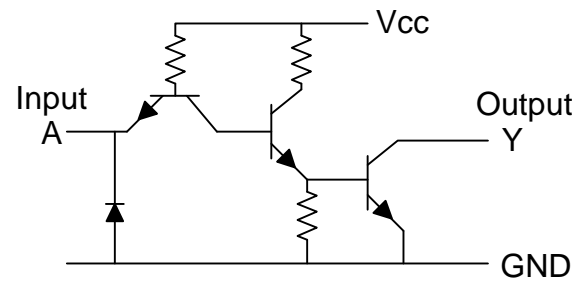 Vcc
Input
A
Output
Y
GND